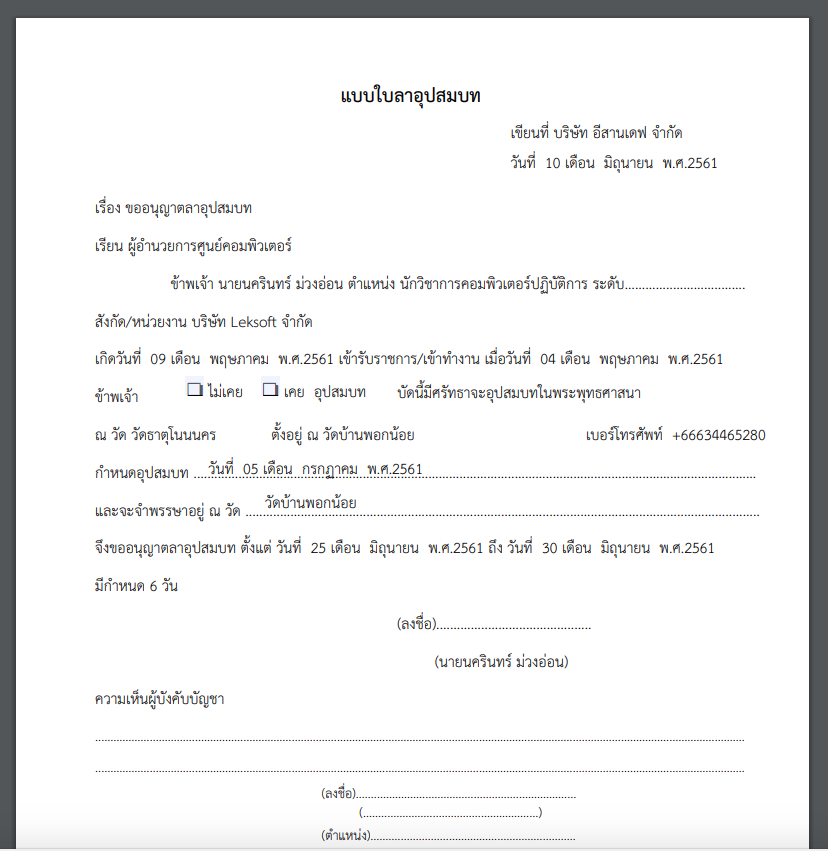 แบบใบลาอุปสมบท
เขียนที่ บริษัท อีสานเดฟ จำกัด
วันที่ 10 เดือน มิถุนายน พ.ศ.2561
เรื่อง ขออนุญาตลาอุปสมบท
เรียน ผู้อำนวยการศูนย์คอมพิวเตอร์
ข้าพเจ้า นายนครินทร์ ม่วงอ่อน ตำแหน่ง นักวิชาการคอมพิวเตอร์ปฏิบัติการ ระดับ.................................
สังกัด/หน่วยงาน บริษัท Leksoft จำกัด
เกิดวันที่ 09 เดือน พฤษภาคม พ.ศ.2561 เข้ารับราชการ/เข้าทำงาน เมื่อวันที่ 04 เดือน พฤษภาคม พ.ศ.2561
ข้าพเจ้า ❏ ไม่เคย ❏ เคย อุปสมบท บัดนี้มีศรัทธาจะอุปสมบทในพระพุทธศาสนา
ณ วัด วัดธาตุโนนนคร ตั้งอยู่ ณ วัดบ้านพอกน้อย เบอร์โทรศัพท์ +66634465280
กำหนดอุปสมบท ... วันที่ 05 เดือน กรกฏาคม พ.ศ.2561 ...
และจะจำพรรษาอยู่ ณ วัด ... วัดบ้านพอกน้อย ...
จึงขออนุญาตลาอุปสมบท ตั้งแต่ วันที่ 25 เดือน มิถุนายน พ.ศ.2561 ถึง วันที่ 30 เดือน มิถุนายน พ.ศ.2561
มีกำหนด 6 วัน
(ลงชื่อ)............................................
(นายนครินทร์ ม่วงอ่อน)
ความเห็นผู้บังคับบัญชา
....................................................................................................
....................................................................................................
(ลงชื่อ)............................................................
(............................................................)
(ตำแหน่ง)............................................................